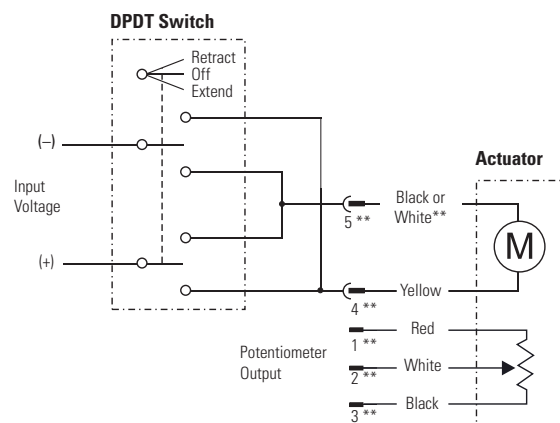 DPDT Switch
Retract
Off
Extend
(–)
Input
Voltage
(+)
Actuator
Black or
White**
5 **
M
Yellow
4 **
Red
1 **
Potentiometer
Output
White
2 **
Black
3 **